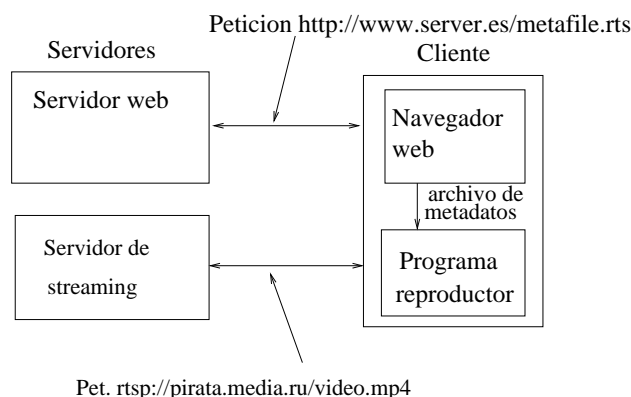 Peticion http://www.server.es/metafile.rts
Servidores
Cliente
Servidor web
Navegador
web
archivo de
metadatos
Servidor de
streaming
Programa
reproductor
Pet. rtsp://pirata.media.ru/video.mp4